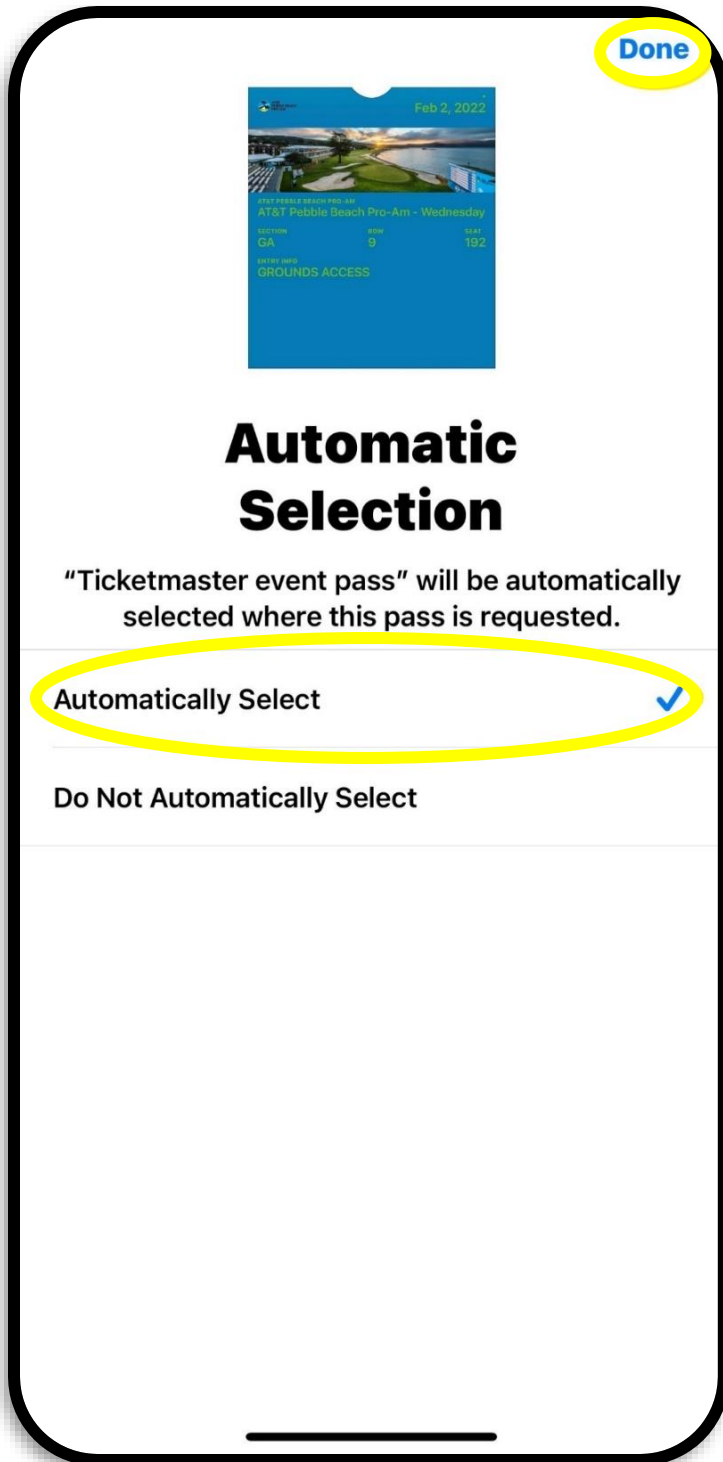 Done
Feb 2, 2022
AT&T PEBBLE BEACH PRO-AM
AT&T Pebble Beach Pro-Am - Wednesday
SECTION ROW SEAT
GA 9 192
ENTRY INFO
GROUNDS ACCESS
Automatic
Selection
“Ticketmaster event pass” will be automatically
selected where this pass is requested.
Automatically Select
Do Not Automatically Select